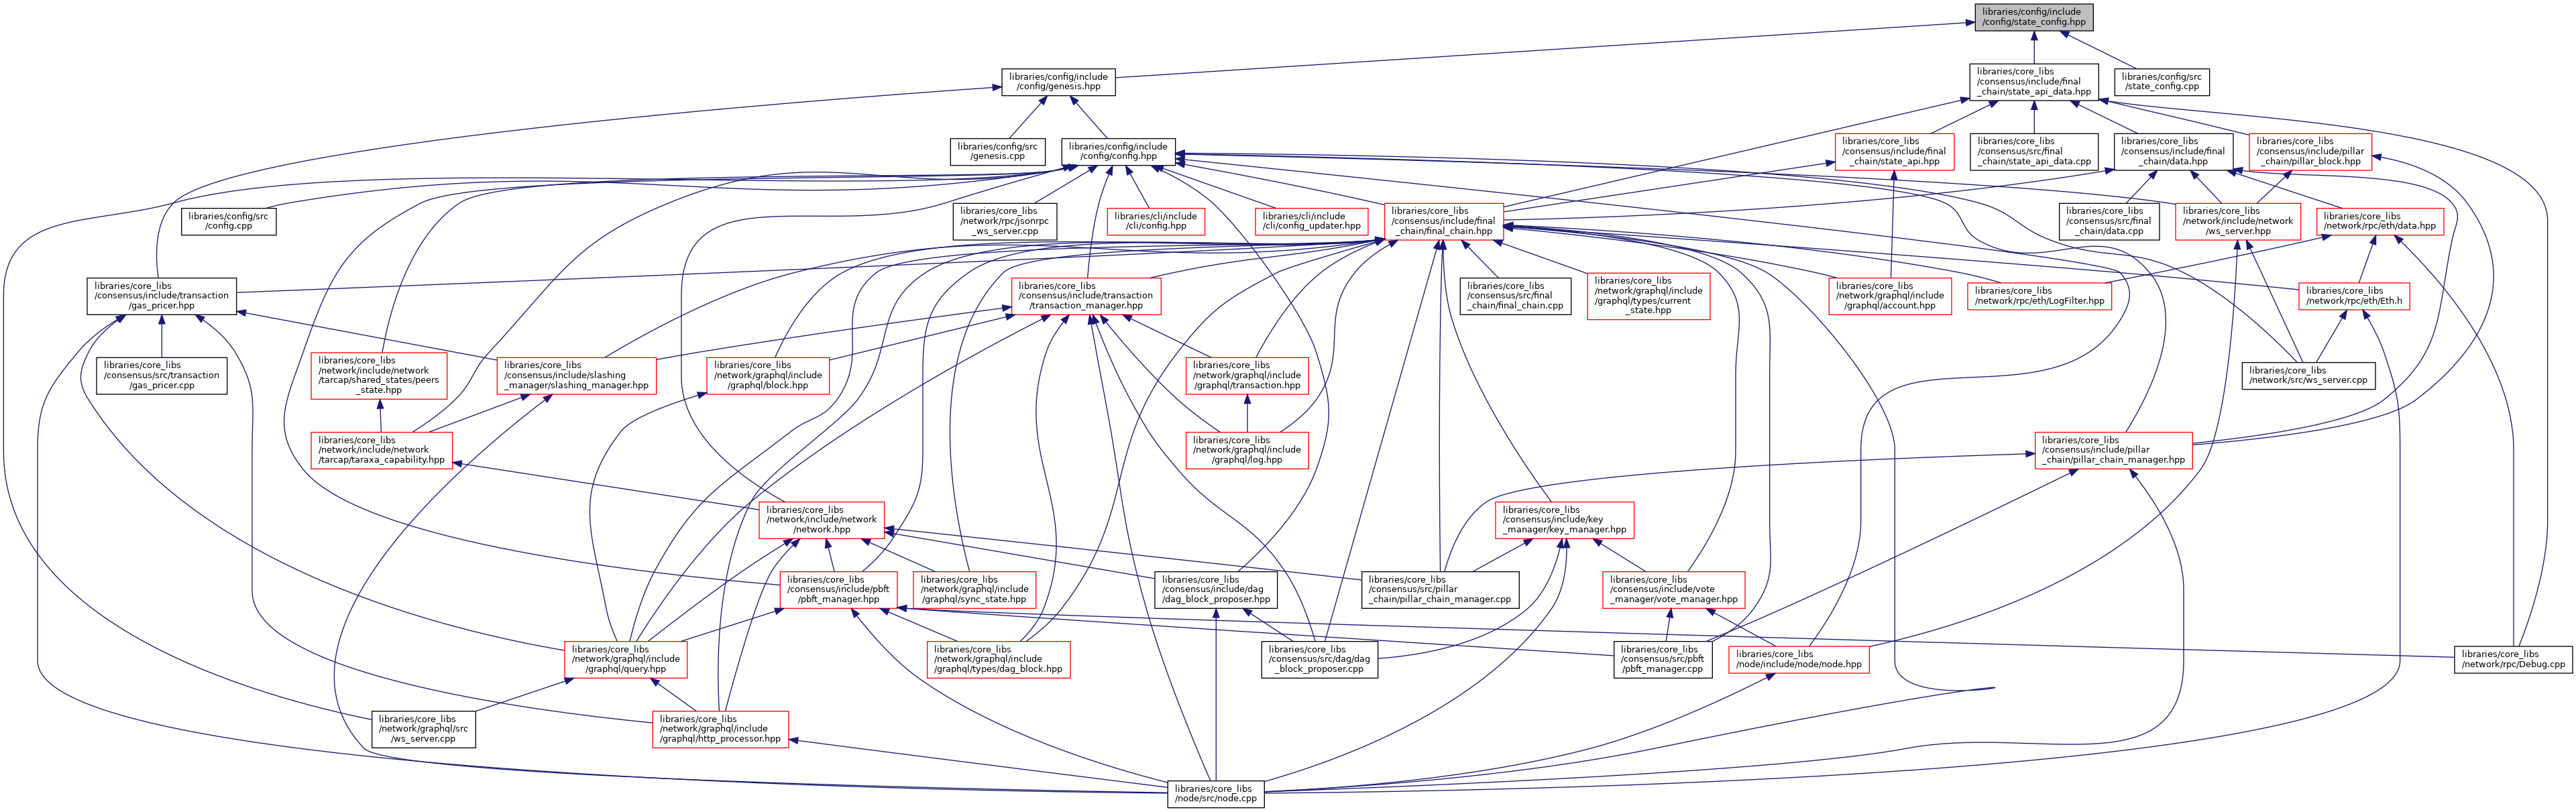 libraries/config/include
/config/state_config.hpp
libraries/config/include
/config/genesis.hpp
libraries/core_libs
/consensus/include/final
_chain/state_api_data.hpp
libraries/config/src
/state_config.cpp
libraries/config/src
/genesis.cpp
libraries/config/include
/config/config.hpp
libraries/core_libs
/consensus/include/final
_chain/state_api.hpp
libraries/core_libs
/consensus/src/final
_chain/state_api_data.cpp
libraries/core_libs
/consensus/include/final
_chain/data.hpp
libraries/core_libs
/consensus/include/pillar
_chain/pillar_block.hpp
libraries/config/src
/config.cpp
libraries/core_libs
/network/rpc/jsonrpc
_ws_server.cpp
libraries/cli/include
/cli/config.hpp
libraries/cli/include
/cli/config_updater.hpp
libraries/core_libs
/consensus/include/final
_chain/final_chain.hpp
libraries/core_libs
/consensus/src/final
_chain/data.cpp
libraries/core_libs
/network/include/network
/ws_server.hpp
libraries/core_libs
/network/rpc/eth/data.hpp
libraries/core_libs
/consensus/include/transaction
/gas_pricer.hpp
libraries/core_libs
/consensus/include/transaction
/transaction_manager.hpp
libraries/core_libs
/consensus/src/final
_chain/final_chain.cpp
libraries/core_libs
/network/graphql/include
/graphql/types/current
_state.hpp
libraries/core_libs
/network/graphql/include
/graphql/account.hpp
libraries/core_libs
/network/rpc/eth/LogFilter.hpp
libraries/core_libs
/network/rpc/eth/Eth.h
libraries/core_libs
/consensus/src/transaction
/gas_pricer.cpp
libraries/core_libs
/network/include/network
/tarcap/shared_states/peers
_state.hpp
libraries/core_libs
/consensus/include/slashing
_manager/slashing_manager.hpp
libraries/core_libs
/network/graphql/include
/graphql/block.hpp
libraries/core_libs
/network/graphql/include
/graphql/transaction.hpp
libraries/core_libs
/network/src/ws_server.cpp
libraries/core_libs
/network/include/network
/tarcap/taraxa_capability.hpp
libraries/core_libs
/network/graphql/include
/graphql/log.hpp
libraries/core_libs
/consensus/include/pillar
_chain/pillar_chain_manager.hpp
libraries/core_libs
/network/include/network
/network.hpp
libraries/core_libs
/consensus/include/key
_manager/key_manager.hpp
libraries/core_libs
/consensus/include/pbft
/pbft_manager.hpp
libraries/core_libs
/network/graphql/include
/graphql/sync_state.hpp
libraries/core_libs
/consensus/include/dag
/dag_block_proposer.hpp
libraries/core_libs
/consensus/src/pillar
_chain/pillar_chain_manager.cpp
libraries/core_libs
/consensus/include/vote
_manager/vote_manager.hpp
libraries/core_libs
/network/graphql/include
/graphql/query.hpp
libraries/core_libs
/network/graphql/include
/graphql/types/dag_block.hpp
libraries/core_libs
/consensus/src/dag/dag
_block_proposer.cpp
libraries/core_libs
/consensus/src/pbft
/pbft_manager.cpp
libraries/core_libs
/node/include/node/node.hpp
libraries/core_libs
/network/rpc/Debug.cpp
libraries/core_libs
/network/graphql/src
/ws_server.cpp
libraries/core_libs
/network/graphql/include
/graphql/http_processor.hpp
libraries/core_libs
/node/src/node.cpp